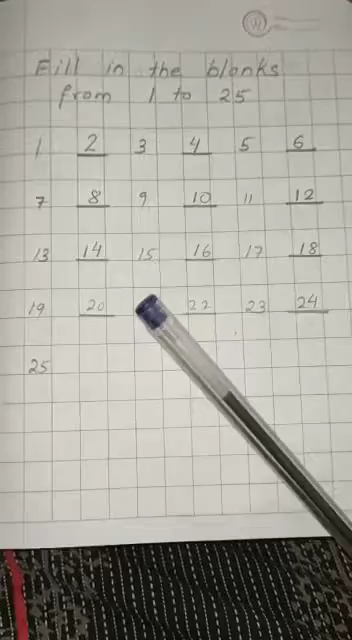 Fill in the blanks
from 1 to 25
1 2 3 4 5 6
7 8 9 10 11 12
13 14 15 16 17 18
19 20 22 23 24
25